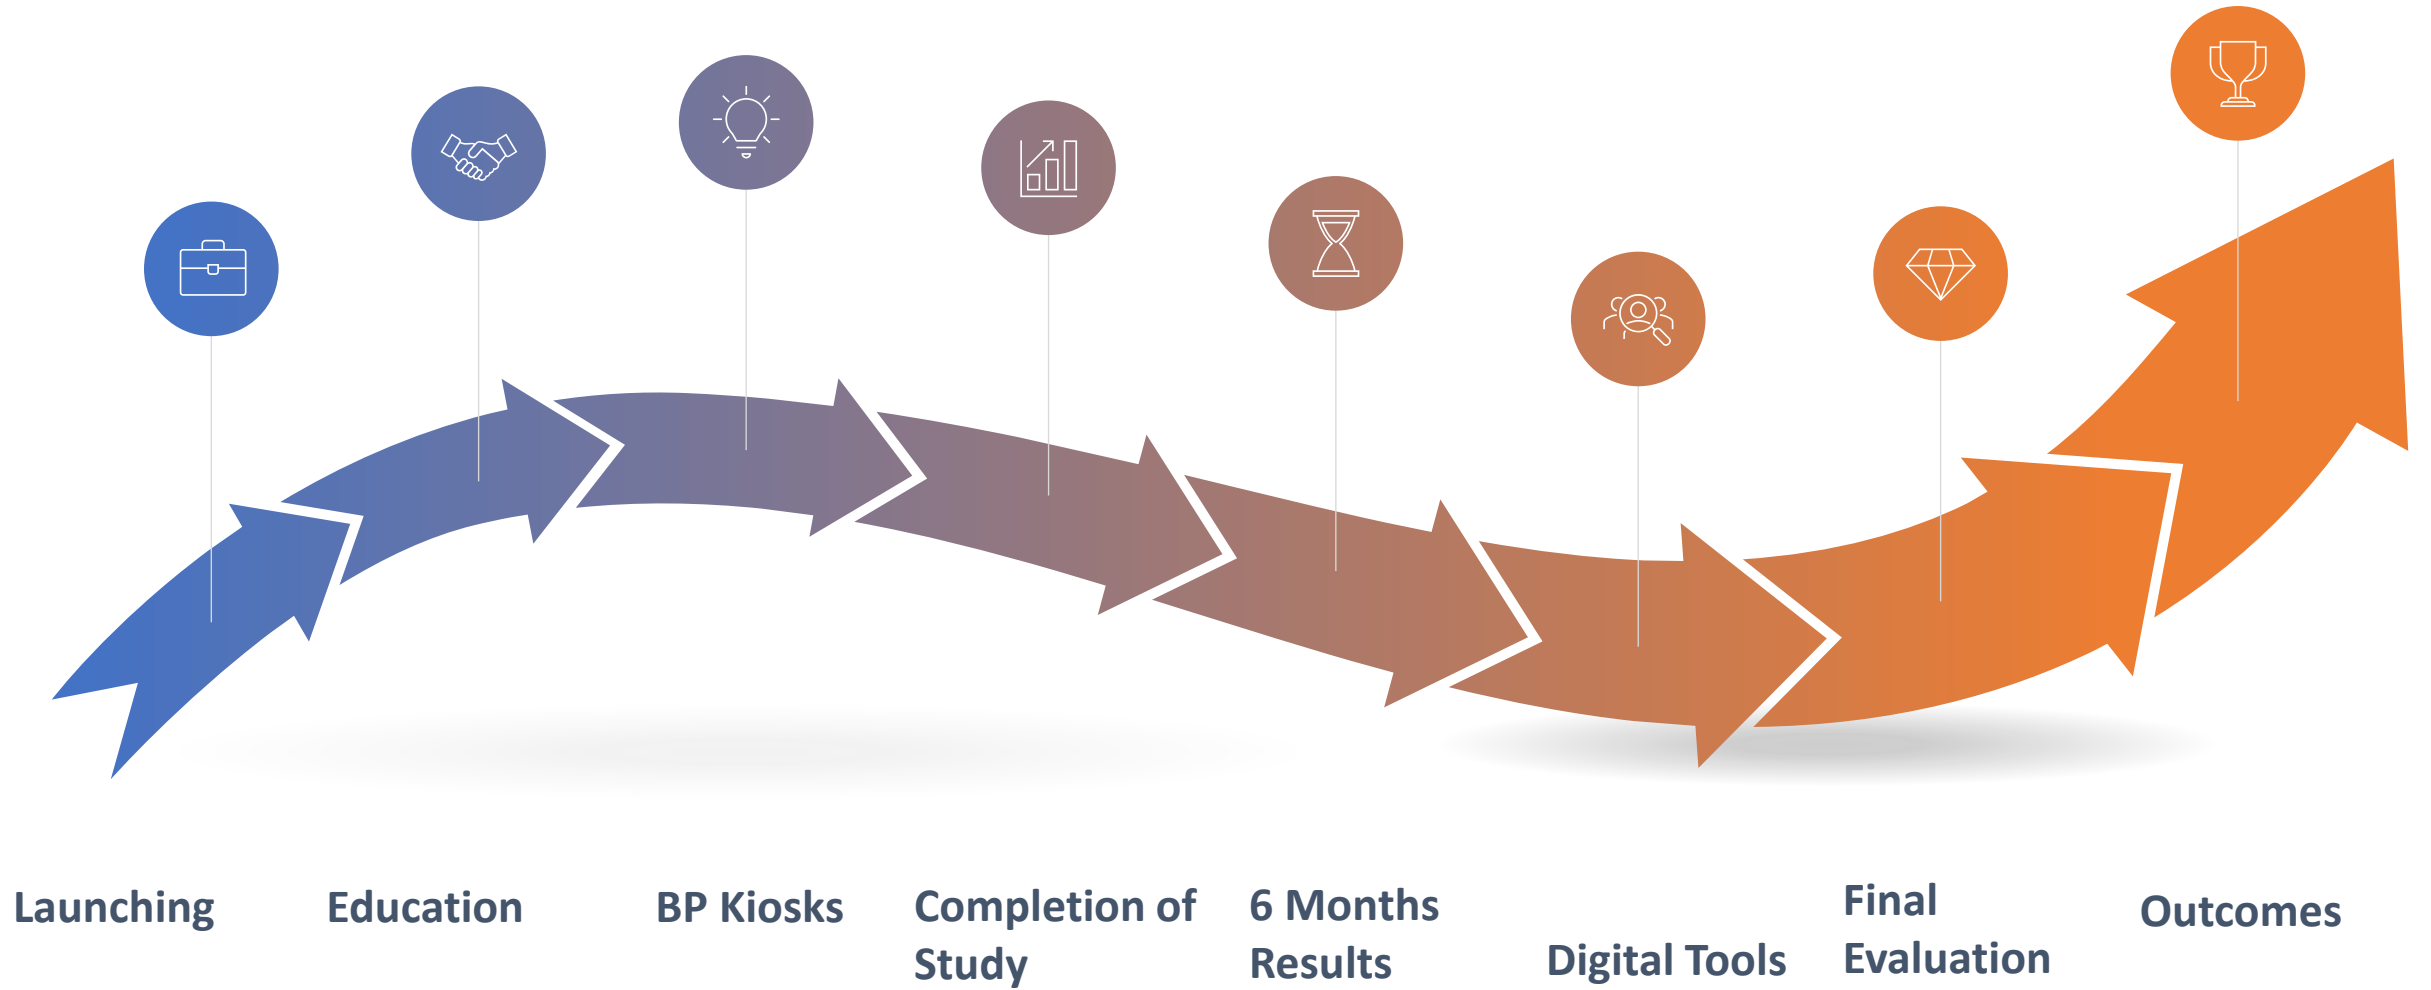 Launching
Education
BP Kiosks
Completion of
Study
6 Months
Results
Digital Tools
Final
Evaluation
Outcomes